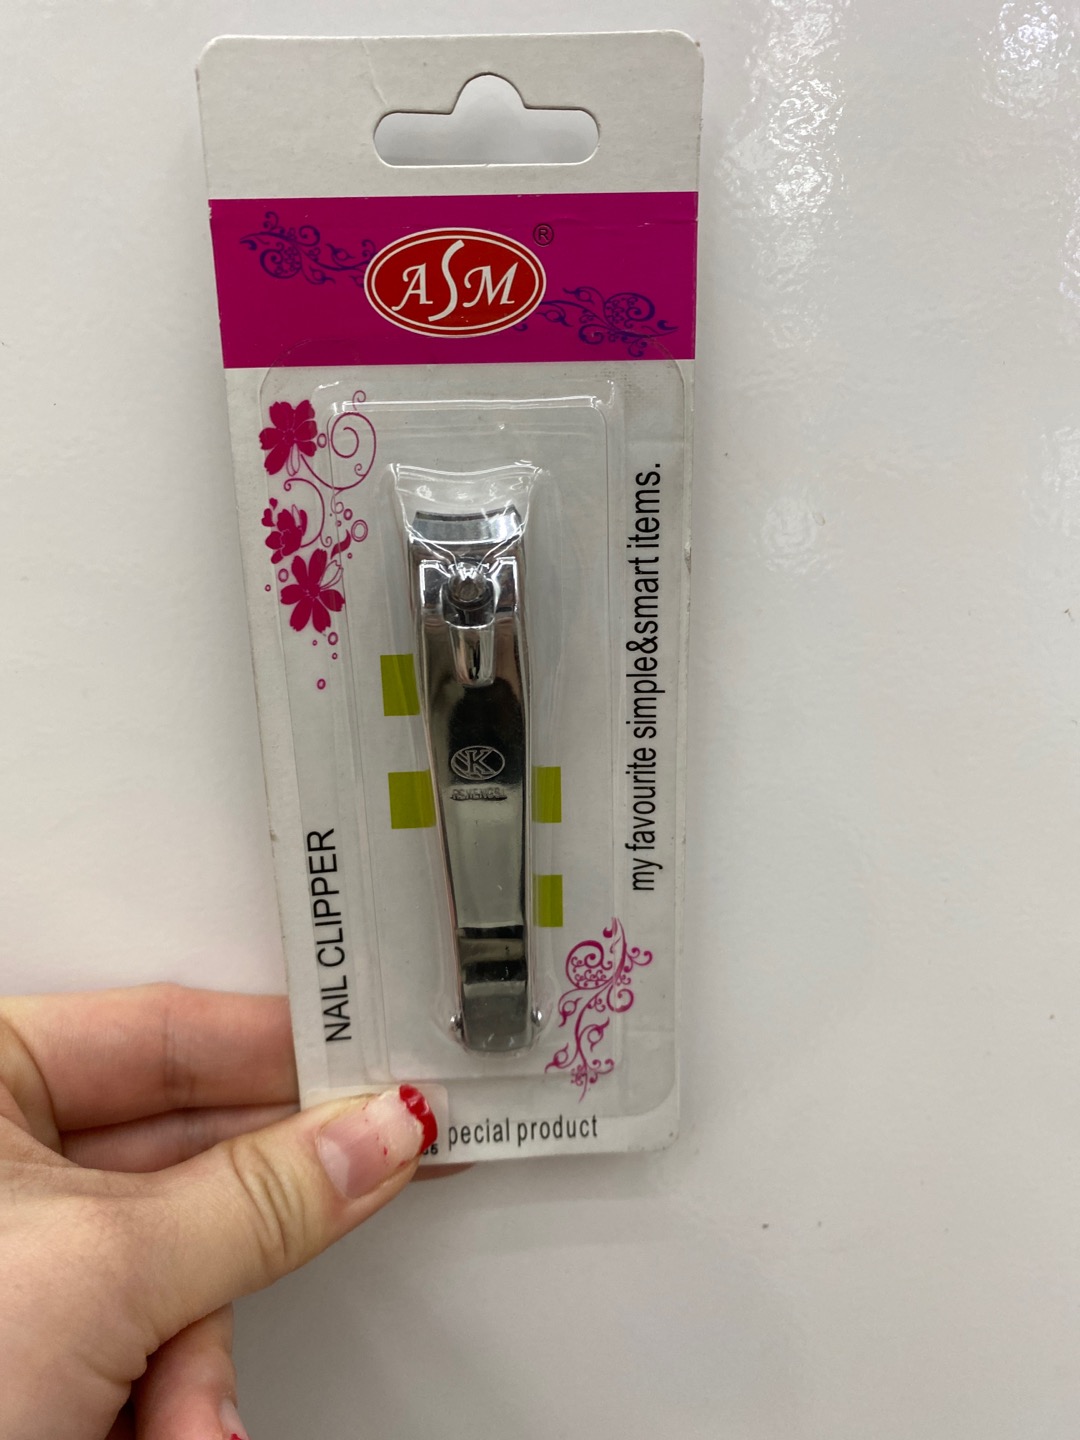 ASM
®
my favourite simple&smart items.
K
NAIL CLIPPER
pecial product